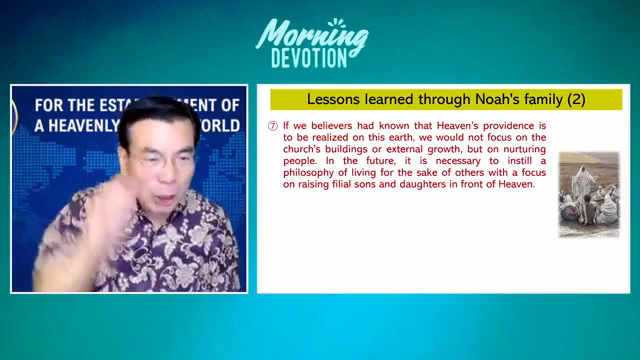 Morning
DEVOTION
FOR THE ESTA MENT OF
A HEAVENLY WORLD
Lessons learned through Noah's family (2)
⑦ If we believers had known that Heaven's providence is
to be realized on this earth, we would not focus on the
church's buildings or external growth, but on nurturing
people. In the future, it is necessary to instill a
philosophy of living for the sake of others with a focus
on raising filial sons and daughters in front of Heaven.